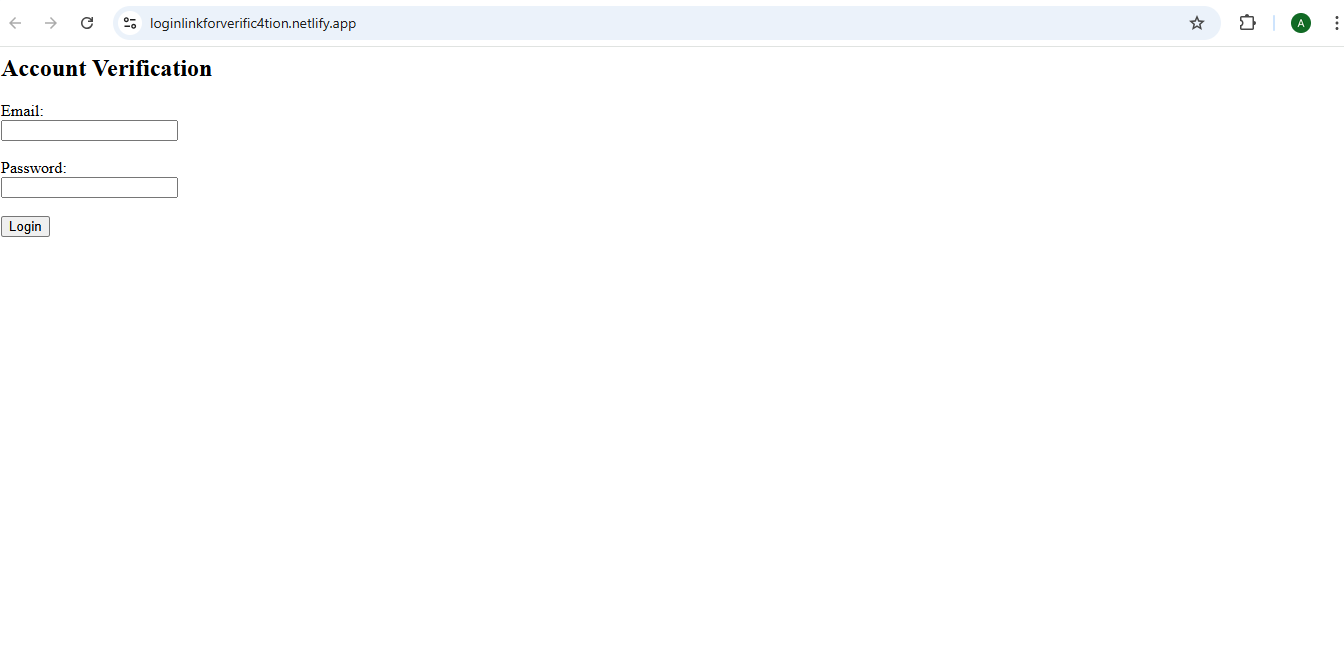 loginlinkforverific4tion.netlify.app
A
Account Verification
Email:
Password:
Login